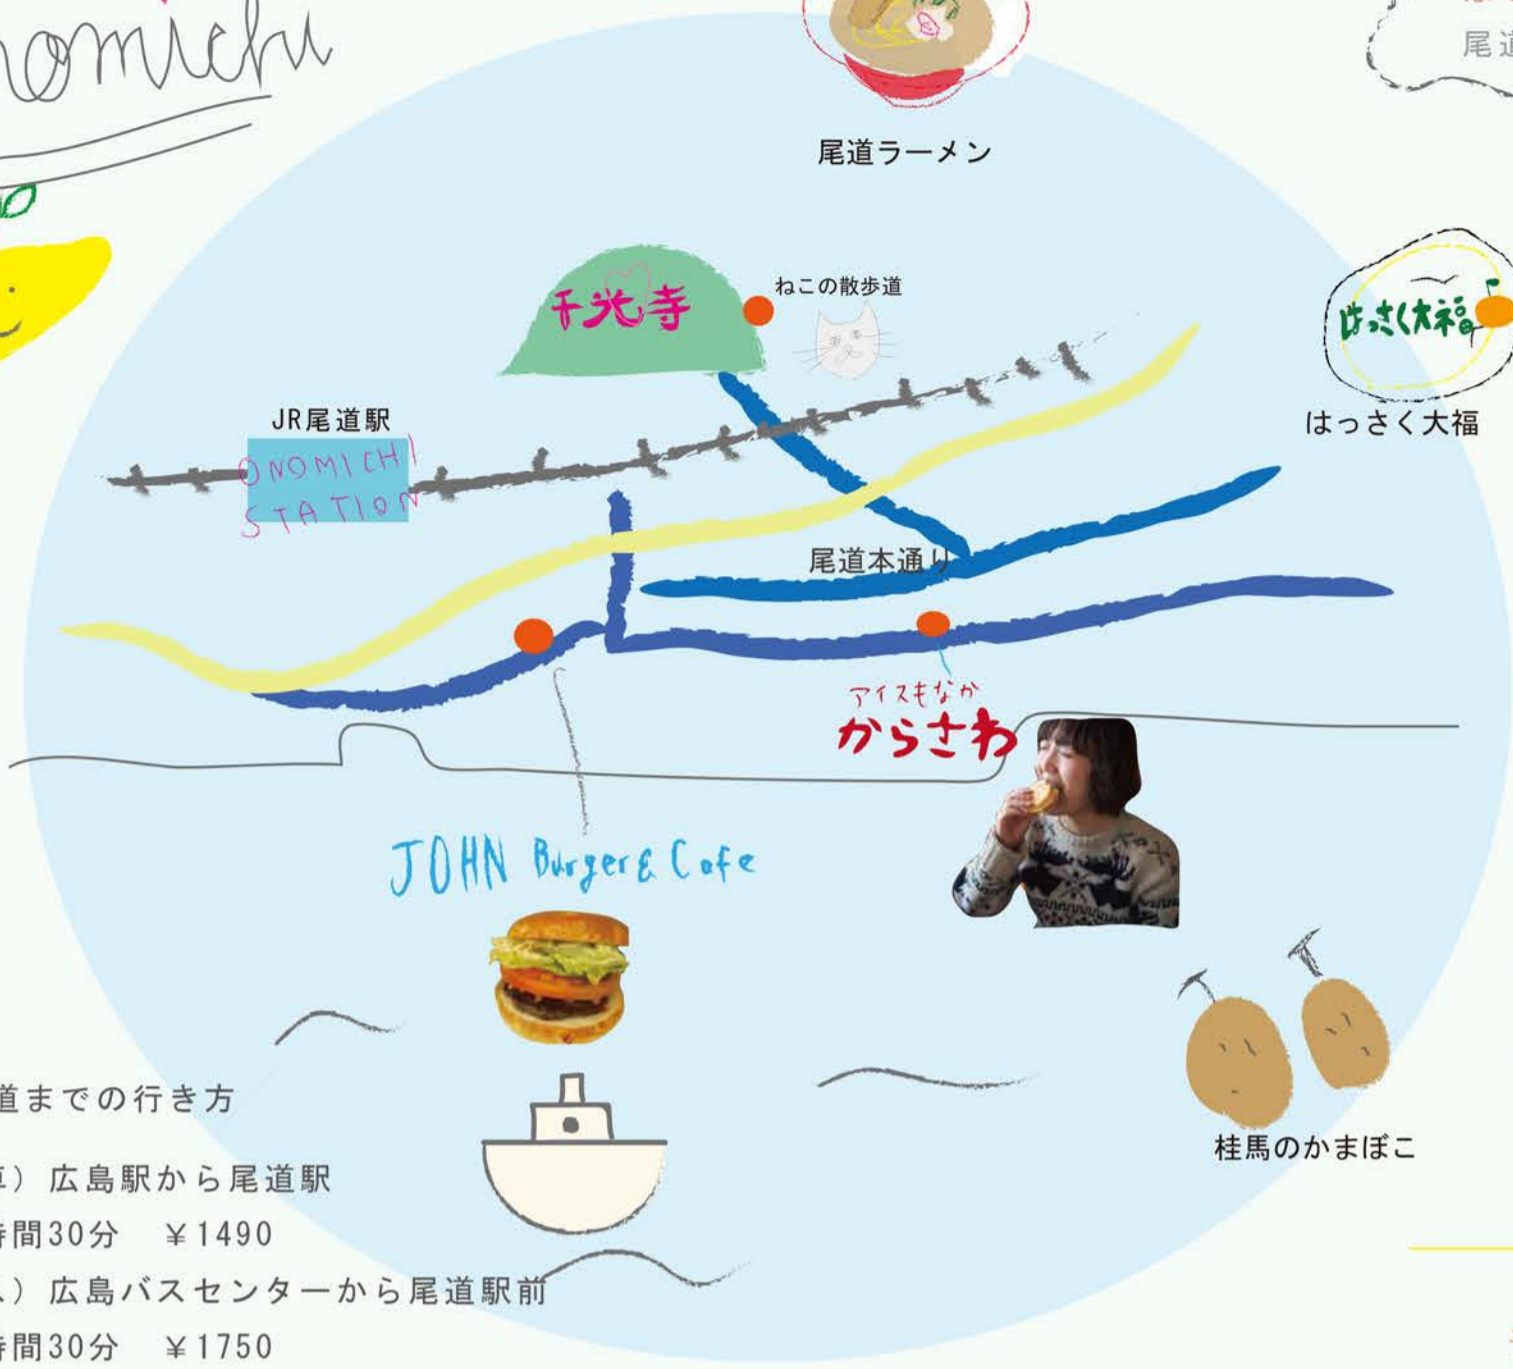 nomichi
尾道
尾道ラーメン
千光寺
ねこの散歩道
はっさく大福
はっさく大福
JR尾道駅
ONOMICHI
STATION
尾道本通り
アイスもなか
からさわ
JOHN Burger & Cafe
桂馬のかまぼこ
道までの行き方
）広島駅から尾道駅
時間30分 ¥1490
）広島バスセンターから尾道駅前
時間30分 ¥1750